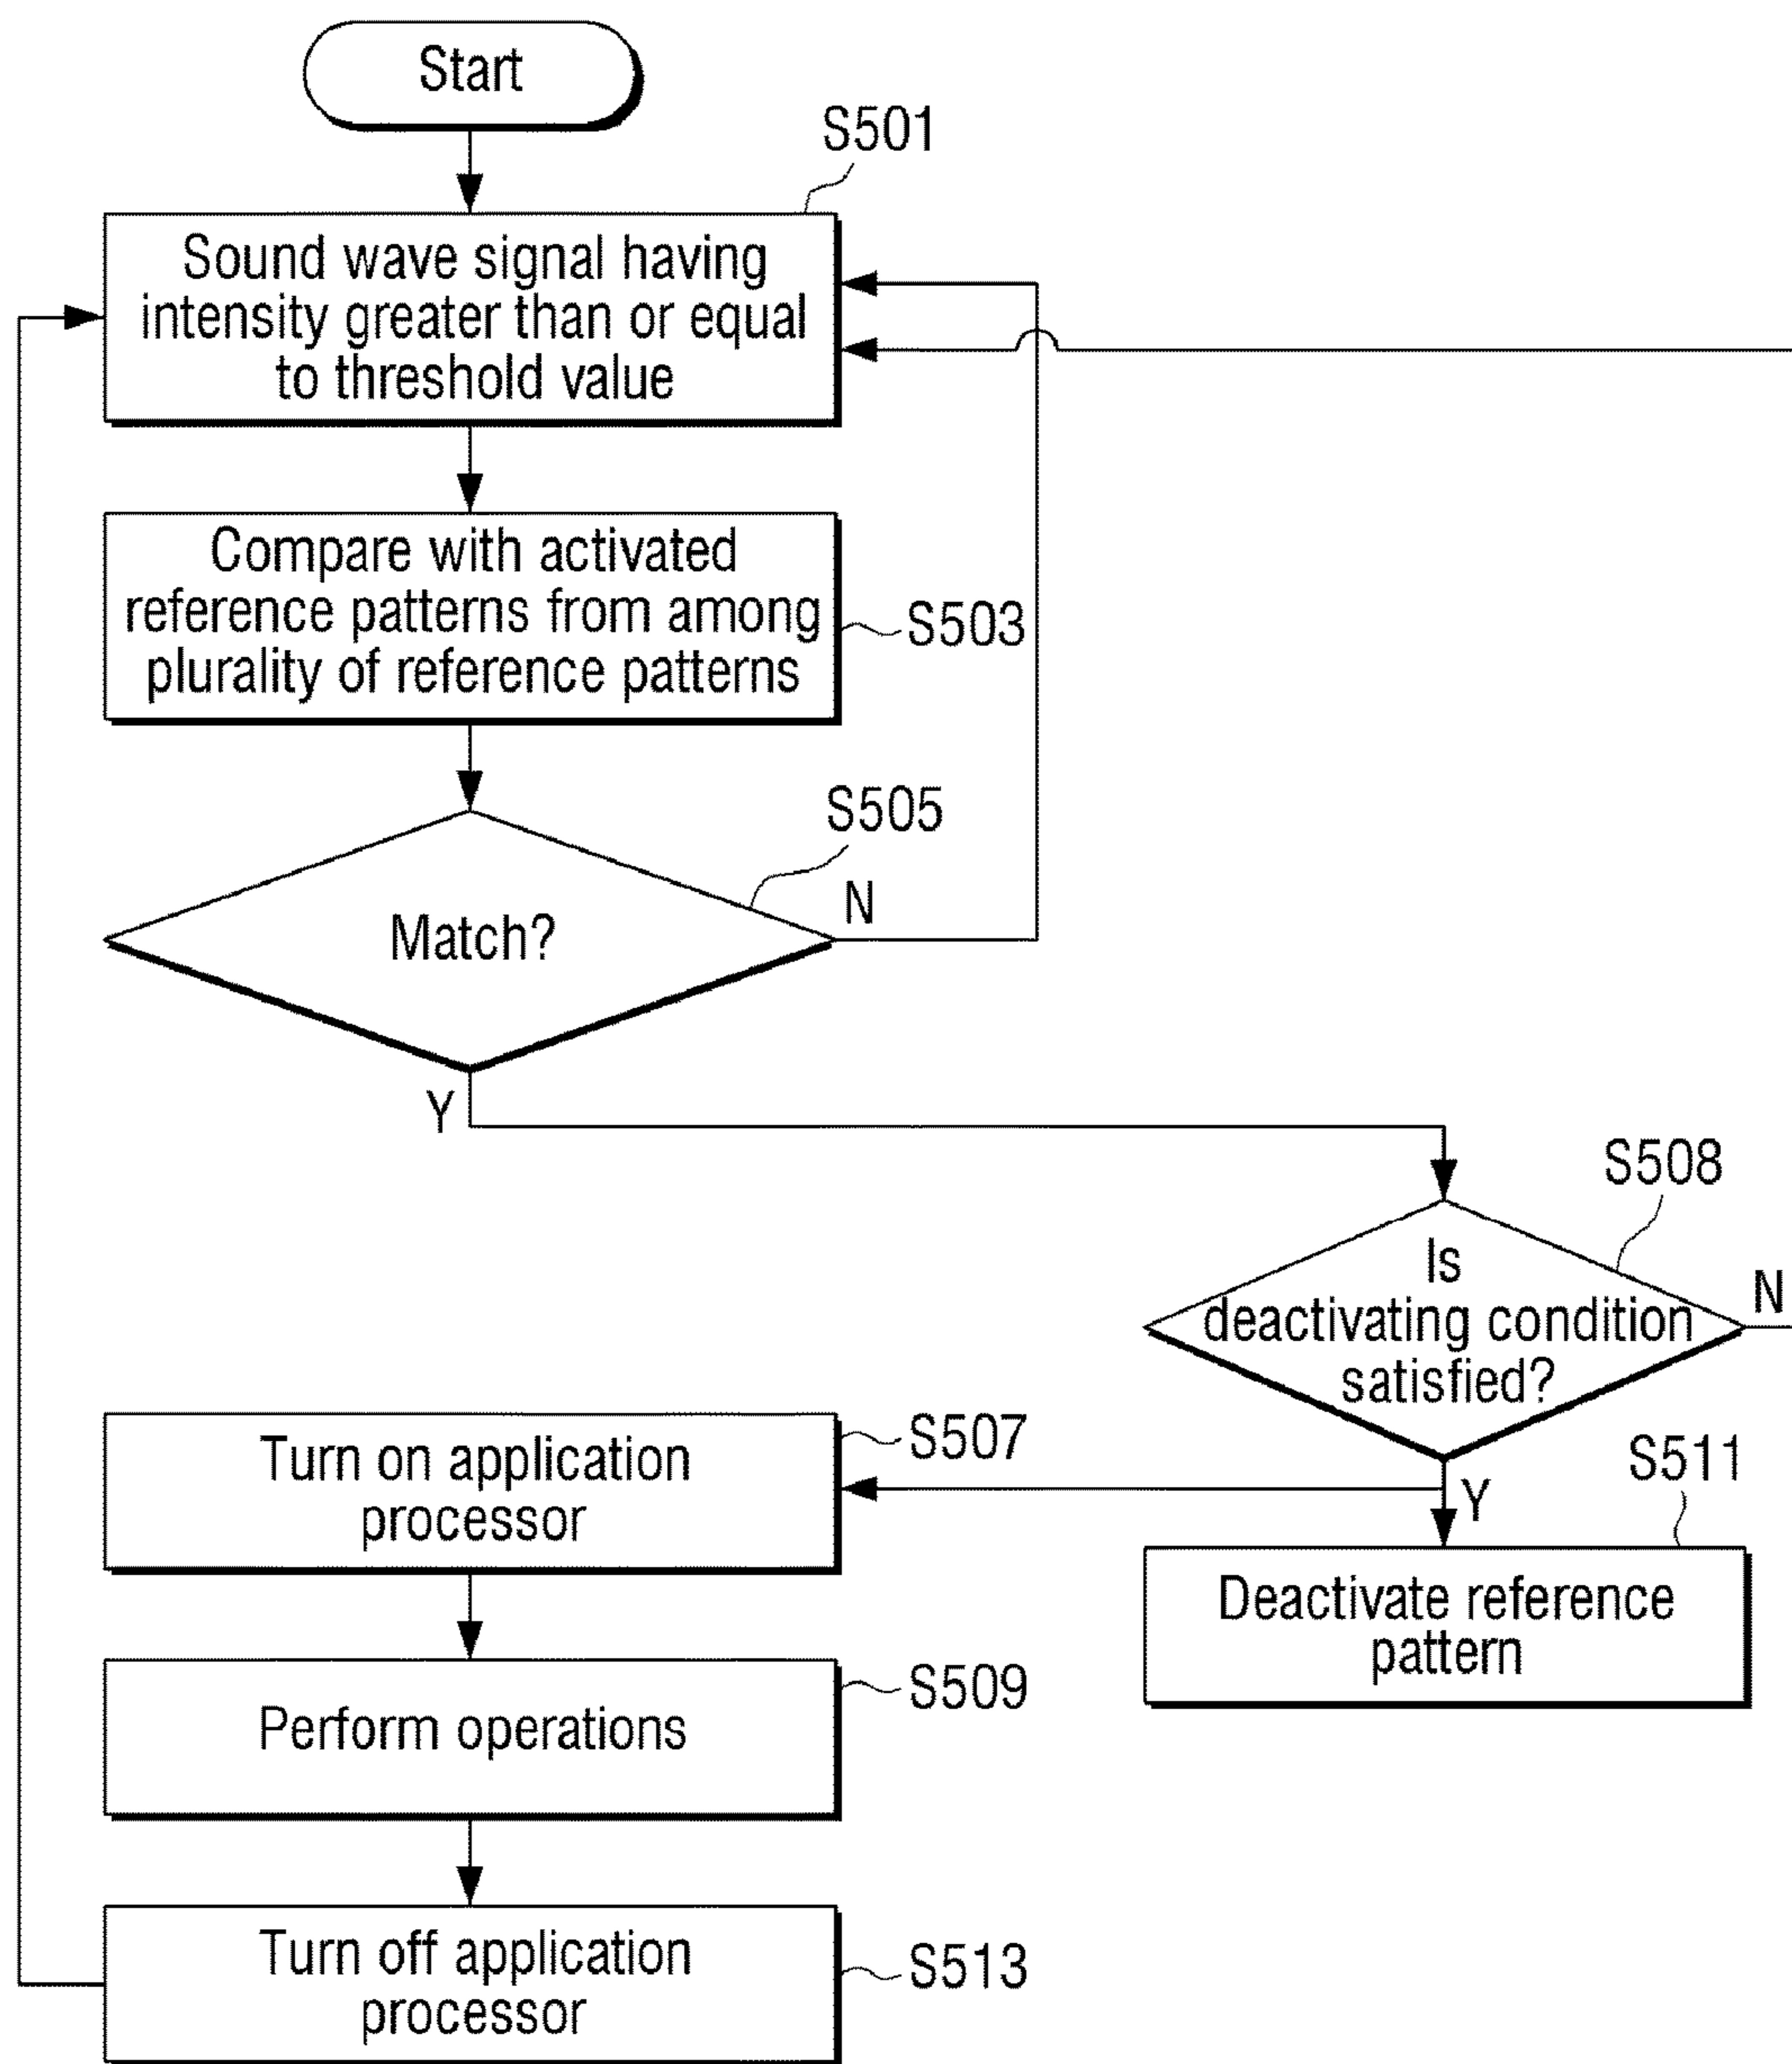 Start
S501
Sound wave signal having
intensity greater than or equal
to threshold value
Compare with activated
reference patterns from among
plurality of reference patterns
S503
S505
Match?
N
Y
S508
Is
deactivating condition
satisfied?
N
Turn on application
processor
S507
Y
S511
Deactivate reference
pattern
Perform operations
S509
Turn off application
processor
S513